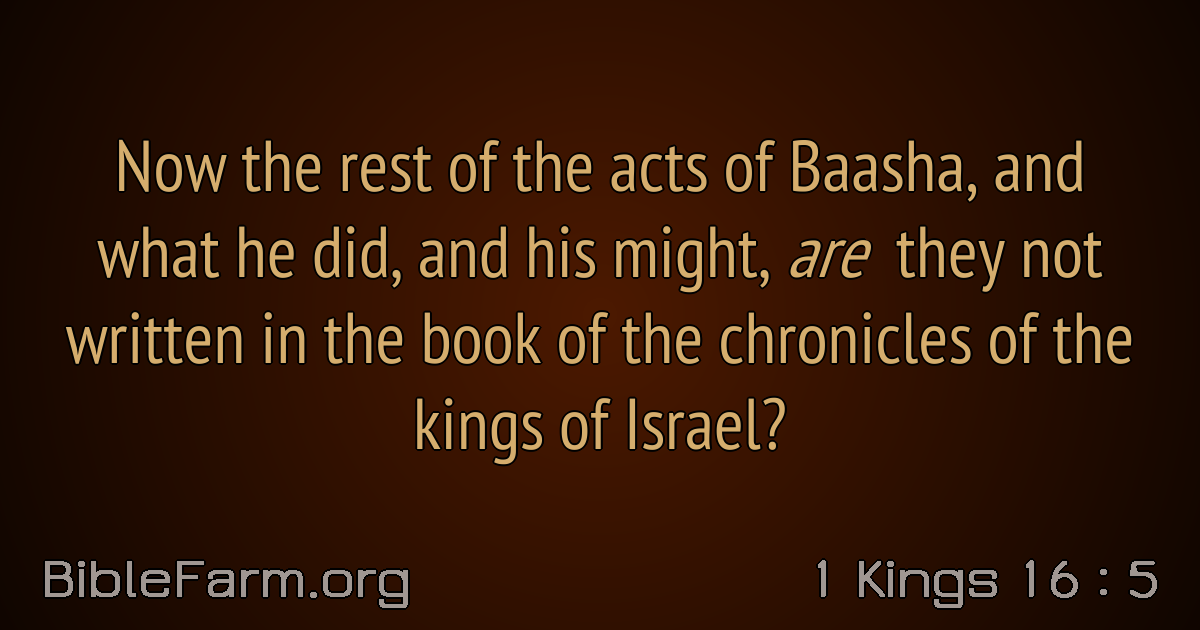 Now the rest of the acts of Baasha, and
what he did, and his might, are they not
written in the book of the chronicles of the
kings of Israel?
BibleFarm.org
1 Kings 16 : 5